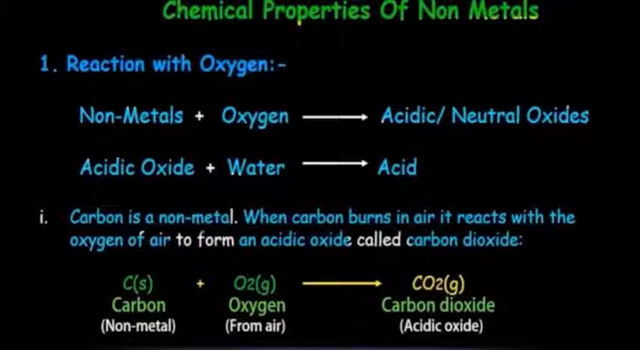 Chemical Properties Of Non Metals
1. Reaction with Oxygen:-
Non-Metals + Oxygen → Acidic/ Neutral Oxides
Acidic Oxide + Water → Acid
i. Carbon is a non-metal. When carbon burns in air it reacts with the
oxygen of air to form an acidic oxide called carbon dioxide:
C(s) + O2(g) → CO2(g)
Carbon Oxygen Carbon dioxide
(Non-metal) (From air) (Acidic oxide)